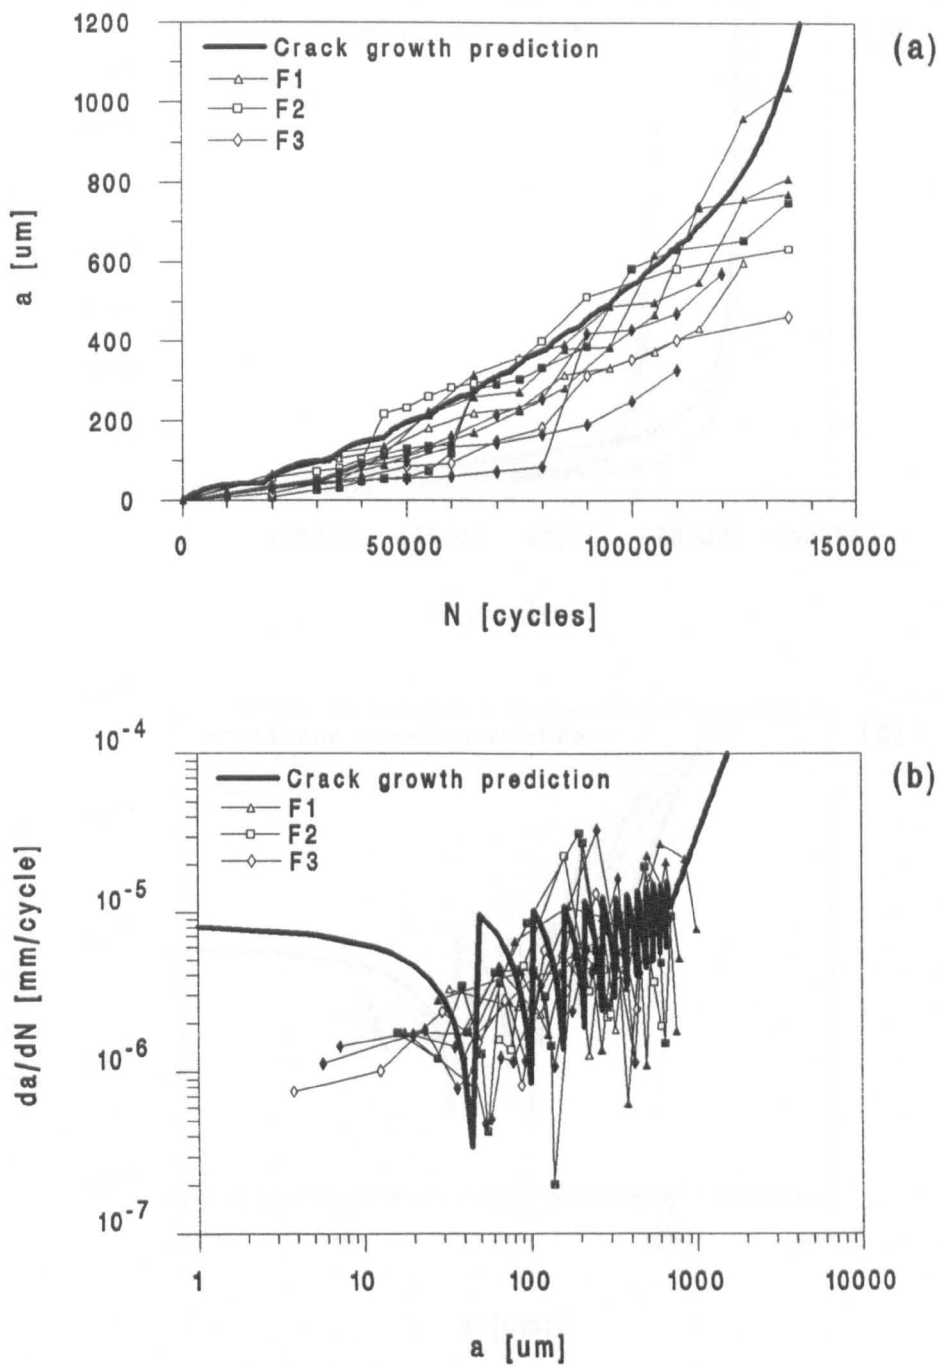 1200
(a)
Crack growth prediction
F1
1000
F2
F3
800
a [um]
600
400
200
0
0 50000 100000 150000
N [cycles]
10-4
(b)
Crack growth prediction
F1
F2
F3
10-5
da/dN [mm/cycle]
10-6
10-7
1 10 100 1000 10000
a [um]